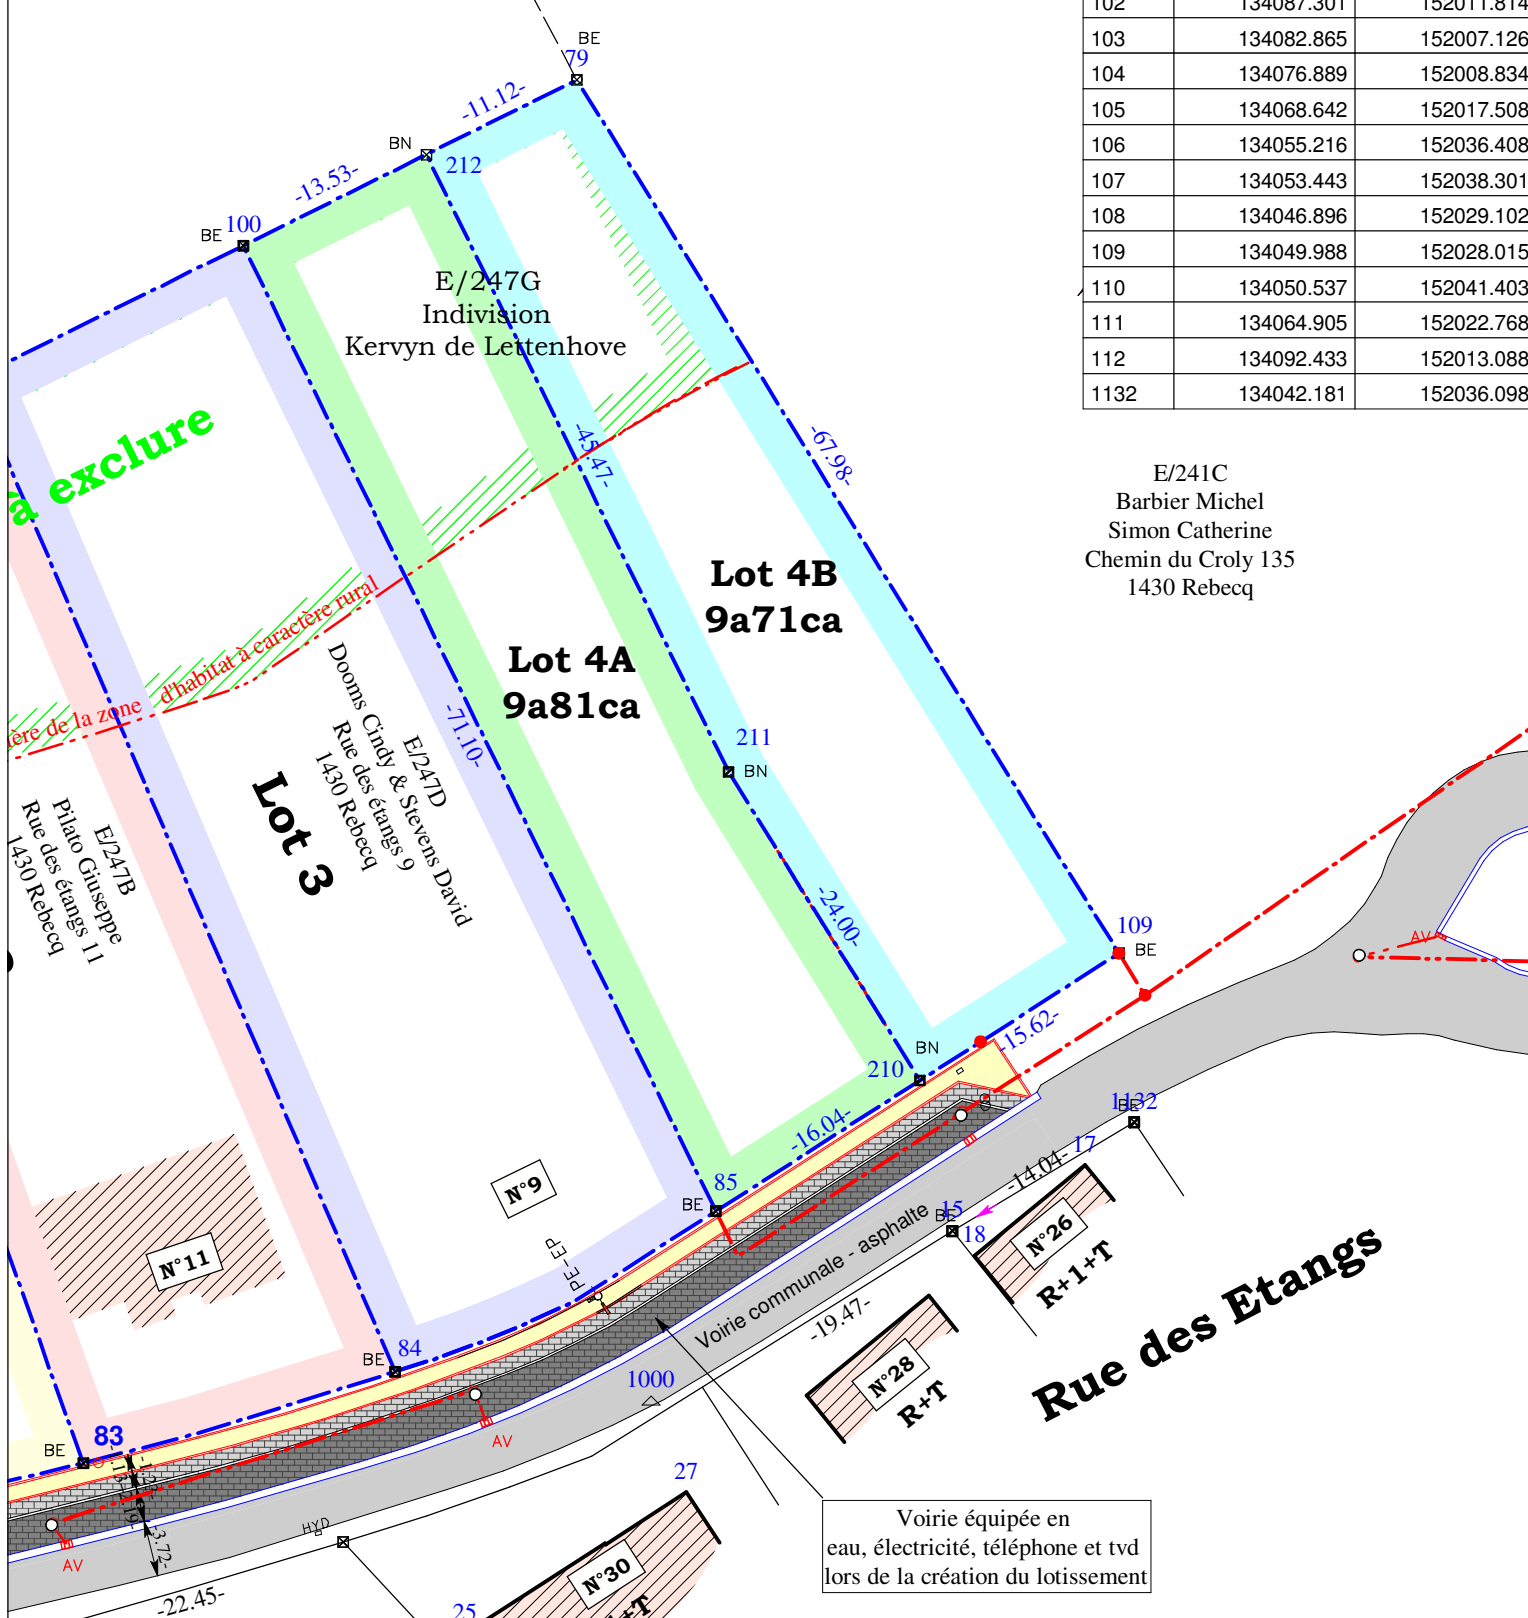 102 134087.301 152011.814
103 134082.865 152007.126
104 134076.889 152008.834
105 134068.642 152017.508
106 134055.216 152036.408
107 134053.443 152038.301
108 134046.896 152029.102
109 134049.988 152028.015
110 134050.537 152041.403
111 134064.905 152022.768
112 134092.433 152013.088
1132 134042.181 152036.098
BE
79
-11.12-
BN
212
-13.53-
BE 100
E/247G
Indivision
Kervyn de Lettenhove
à exclure
-45.47-
-67.98-
E/241C
Barbier Michel
Simon Catherine
Chemin du Croly 135
1430 Rebecq
Lot 4B
9a71ca
Lot 4A
9a81ca
d'habitat à caractère rural
ière de la zone
-71.10-
E/247D
Dooms Cindy & Stevens David
Rue des étangs 9
1430 Rebecq
Lot 3
211
BN
E/247B
Pilato Giuseppe
Rue des étangs 11
1430 Rebecq
-24.00-
109
BE
AV
-15.62-
BN
210
-16.04-
85
BE
N°9
N°11
PE-EP
BE
1132
17
-14.04-
15
BE
18
N°26
R+1+T
Voirie communale - asphalte
-19.47-
N°28
R+T
Rue des Etangs
84
BE
1000
83
BE
AV
-3.72-
AV
HYD
27
N°30
+T
25
-22.45-
Voirie équipée en
eau, électricité, téléphone et tvd
lors de la création du lotissement